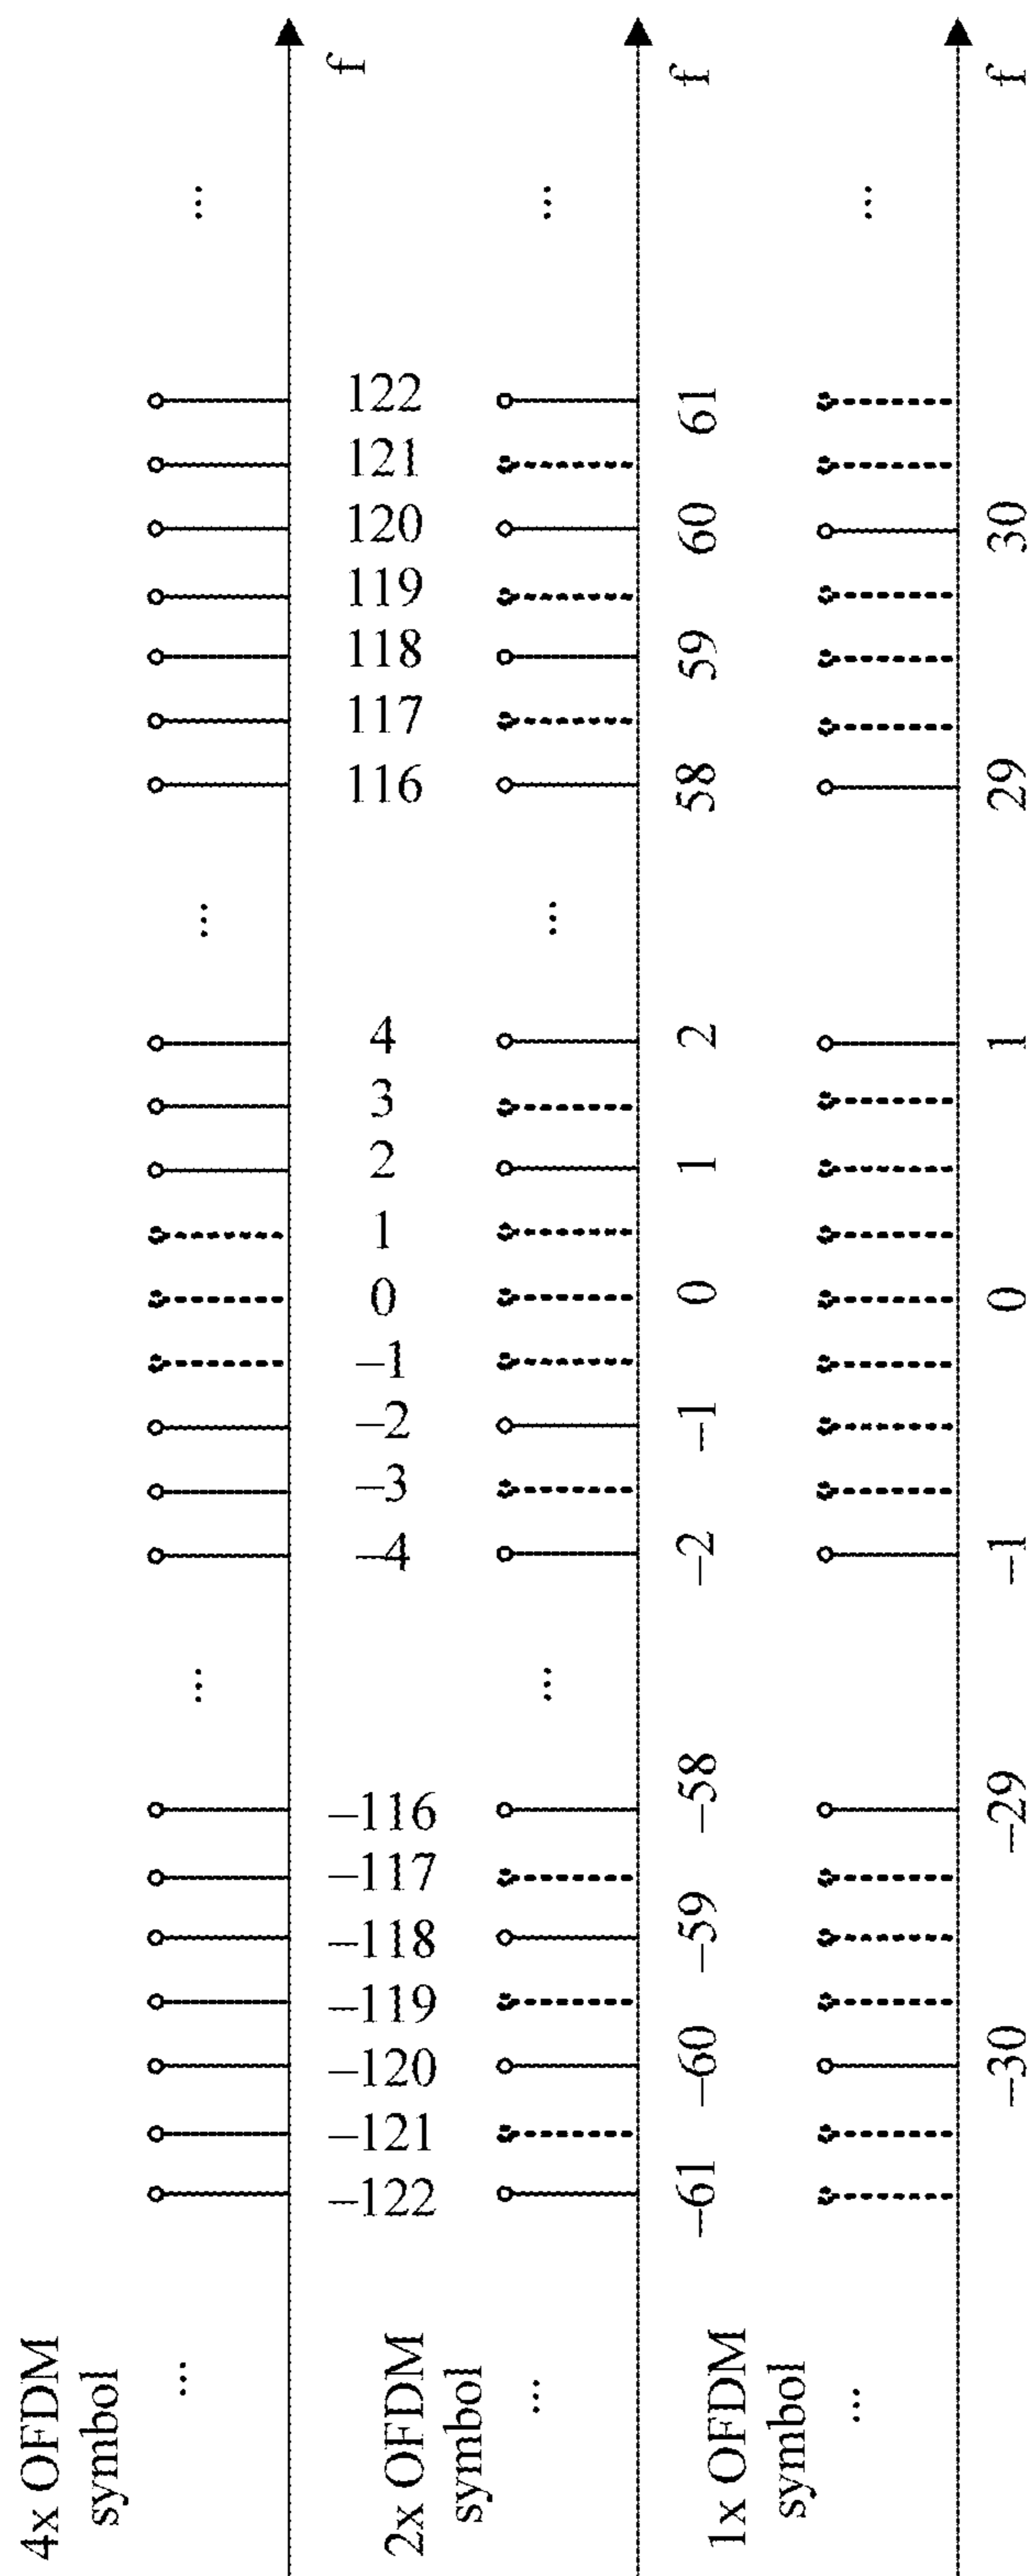 4x OFDM
symbol
... ... ... ... ...
f
–122 –121 –120 –119 –118 –117 –116 –4 –3 –2 –1 0 1 2 3 4 116 117 118 119 120 121 122
2x OFDM
symbol
... ... ... ... ...
f
–61 –60 –59 –58 –2 –1 0 1 2 58 59 60 61
1x OFDM
symbol
... ...
f
–30 –29 –1 0 1 29 30